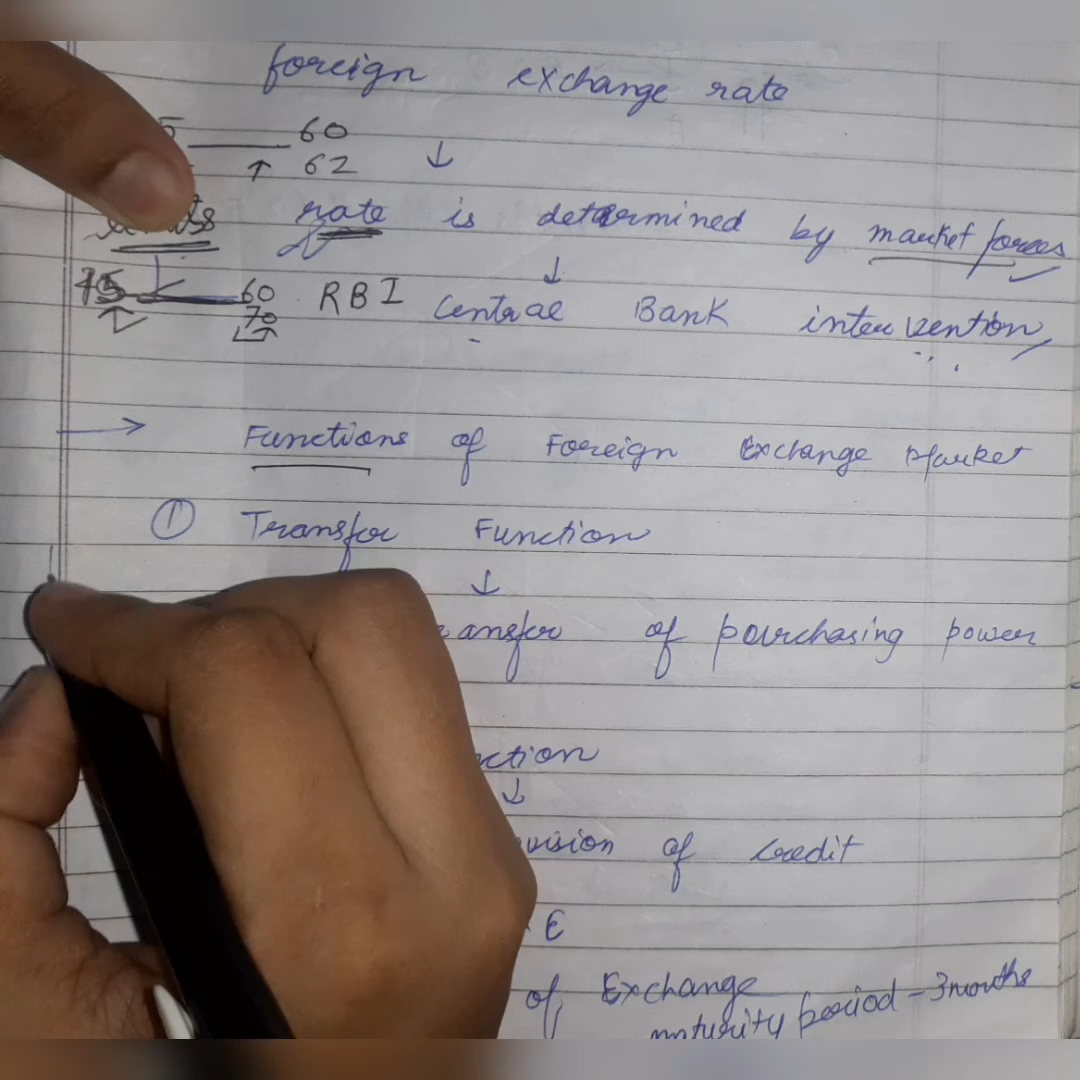 foreign exchange rate
60
↑ 62 ↓
rate is determined by market forces
↓
60 RBI Central Bank intervention
70
→ Functions of Foreign Exchange Market
① Transfer Function
↓
of purchasing power
↓
of credit
E
of Exchange
maturity period - 3 months